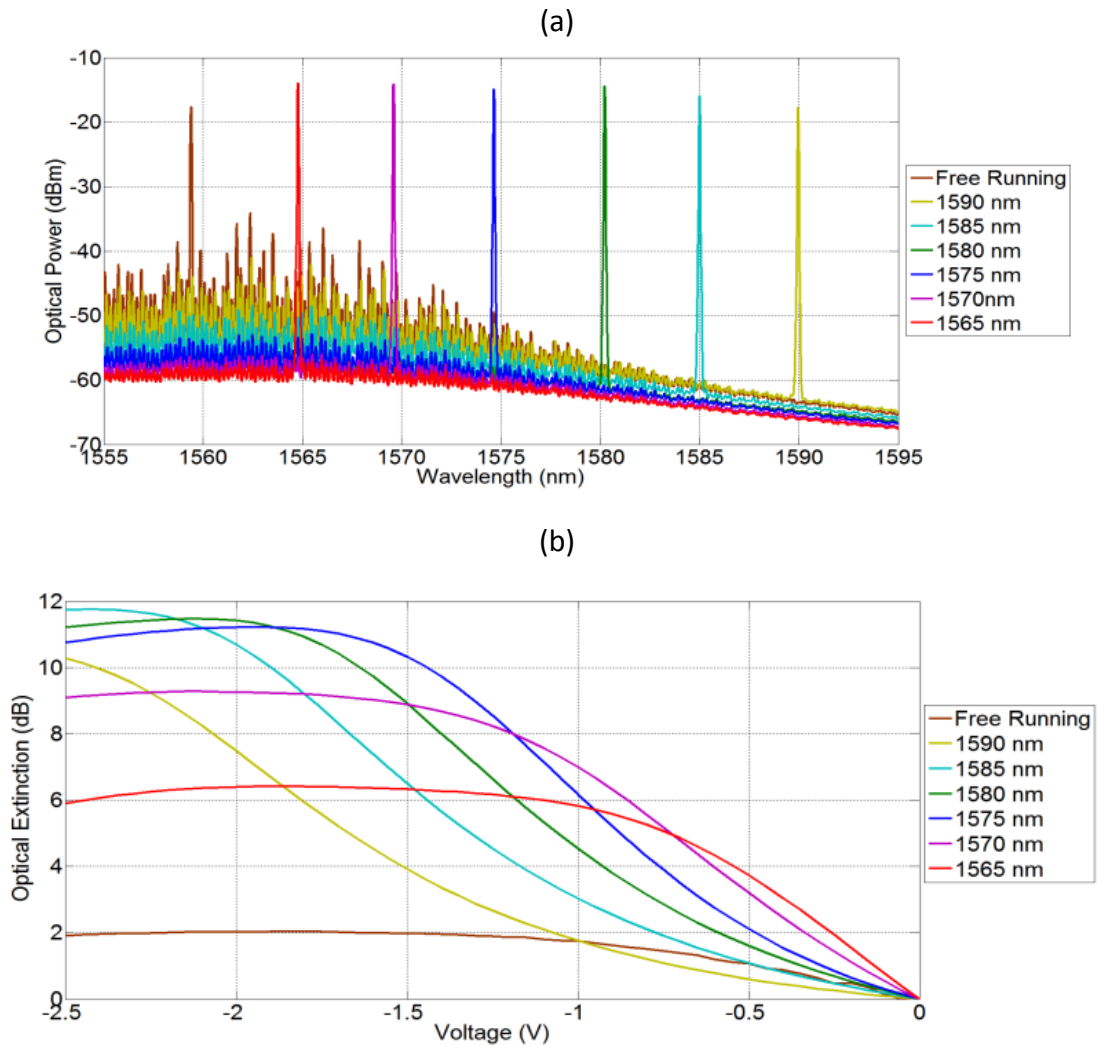 (a)
-10
-20
-30
-40
-50
-60
-70
Optical Power (dBm)
1555 1560 1565 1570 1575 1580 1585 1590 1595
Wavelength (nm)
Free Running
1590 nm
1585 nm
1580 nm
1575 nm
1570nm
1565 nm
(b)
12
10
8
6
4
2
0
Optical Extinction (dB)
-2.5 -2 -1.5 -1 -0.5 0
Voltage (V)
Free Running
1590 nm
1585 nm
1580 nm
1575 nm
1570 nm
1565 nm